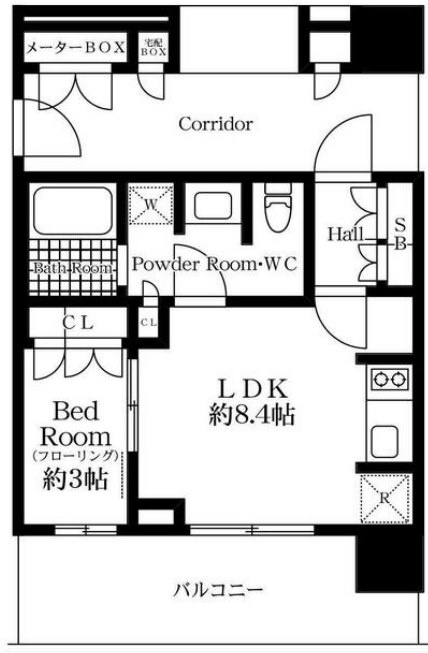 メーターBOX
宅配
BOX
Corridor
W
Hall
S
B
Bath Room
Powder Room・WC
CL
CL
LDK
約8.4帖
Bed
Room
(フローリング)
約3帖
R
バルコニー